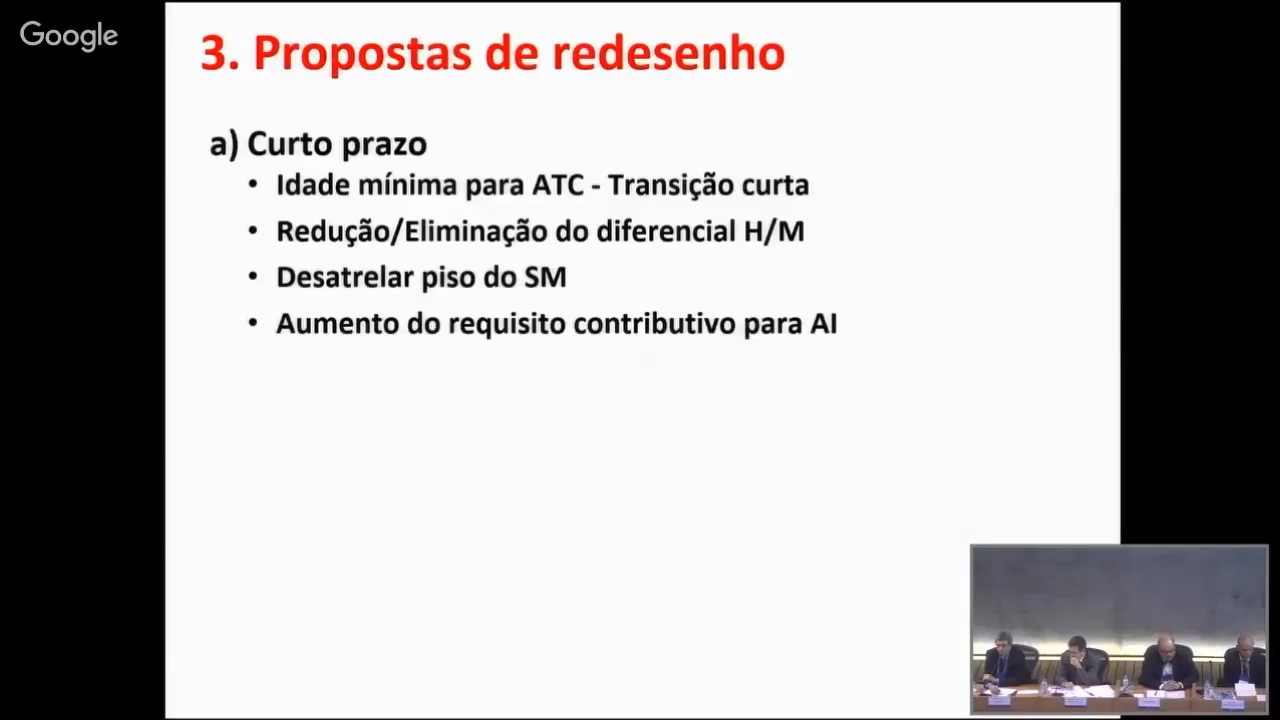 Google
3. Propostas de redesenho
a) Curto prazo
• Idade mínima para ATC - Transição curta
• Redução/Eliminação do diferencial H/M
• Desatrelar piso do SM
• Aumento do requisito contributivo para AI